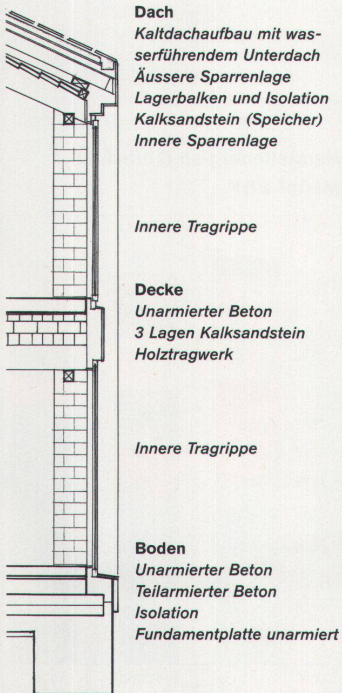 Dach
Kaltdachaufbau mit was-
serführendem Unterdach
Äussere Sparrenlage
Lagerbalken und Isolation
Kalksandstein (Speicher)
Innere Sparrenlage
Innere Tragrippe
Decke
Unarmierter Beton
3 Lagen Kalksandstein
Holztragwerk
Innere Tragrippe
Boden
Unarmierter Beton
Teilarmierter Beton
Isolation
Fundamentplatte unarmiert